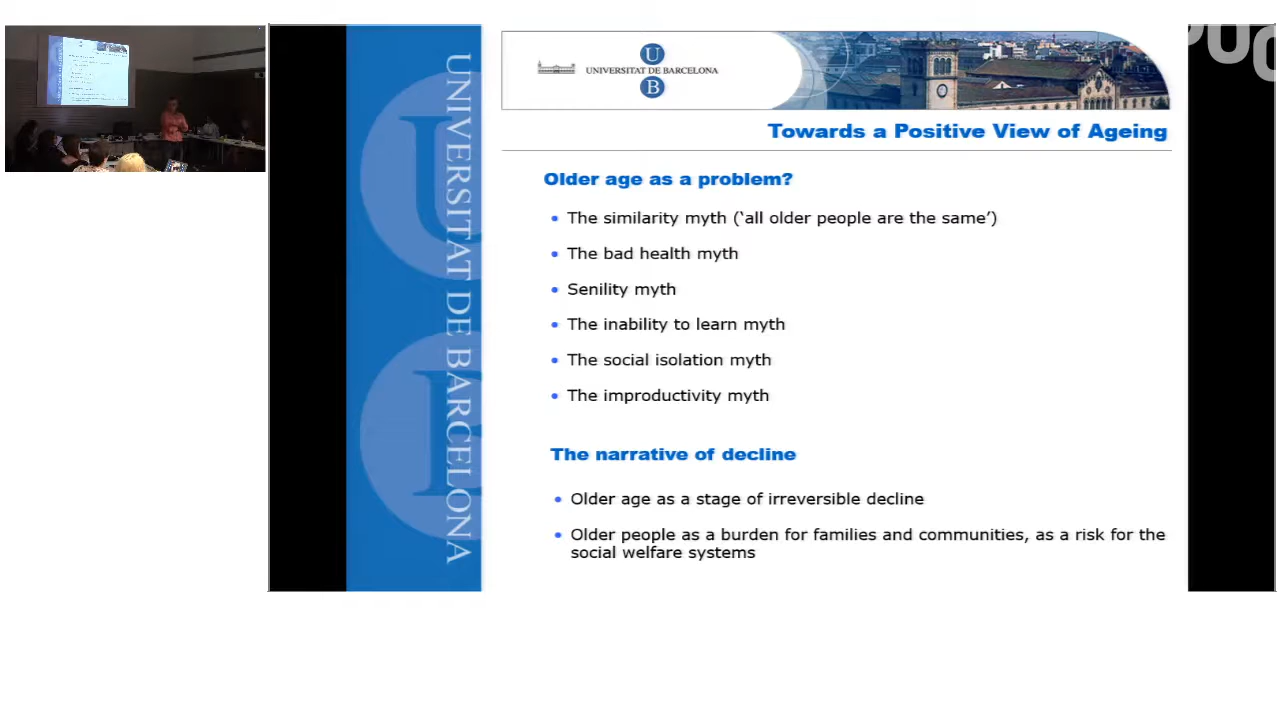 UOC
UNIVERSITAT DE BARCELONA
U
B
UNIVERSITAT DE BARCELONA
Towards a Positive View of Ageing
Older age as a problem?
• The similarity myth (‘all older people are the same’)
• The bad health myth
• Senility myth
• The inability to learn myth
• The social isolation myth
• The improductivity myth
The narrative of decline
• Older age as a stage of irreversible decline
• Older people as a burden for families and communities, as a risk for the
social welfare systems